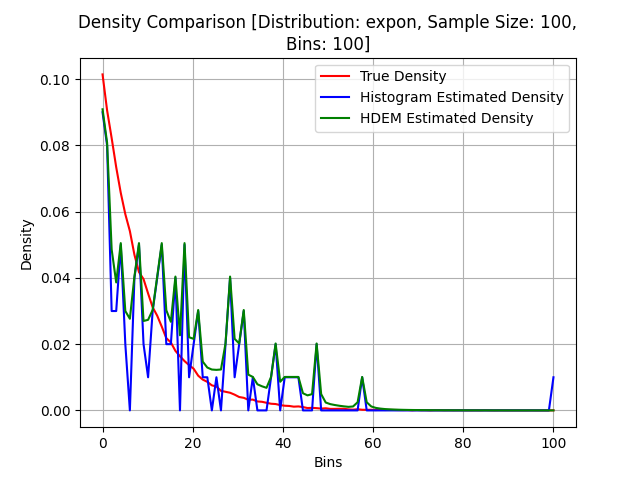 Density Comparison [Distribution: expon, Sample Size: 100,
Bins: 100]
True Density
Histogram Estimated Density
HDEM Estimated Density
Density
0.10
0.08
0.06
0.04
0.02
0.00
0 20 40 60 80 100
Bins